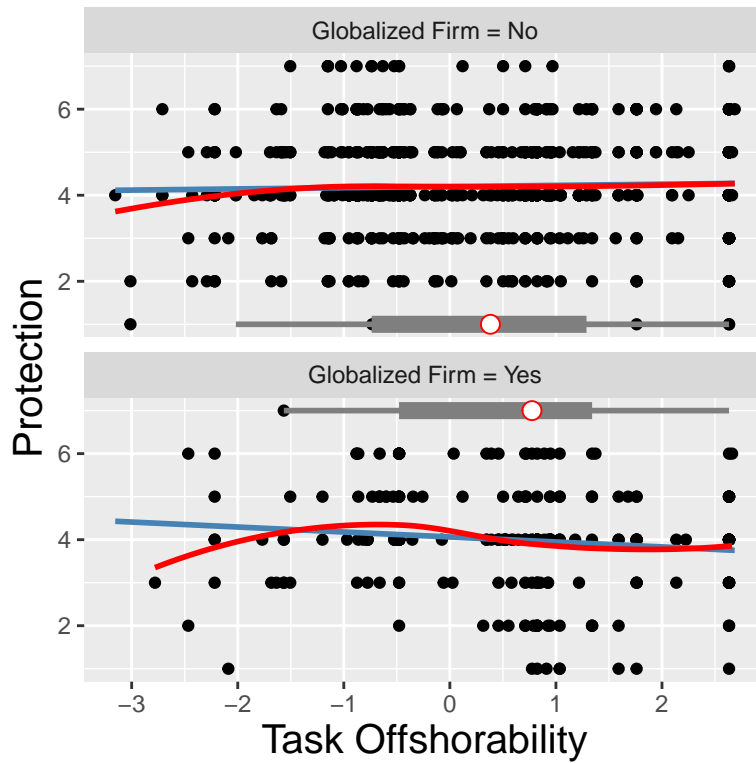 Globalized Firm = No
6
4
2
Globalized Firm = Yes
6
4
2
Protection
−3 −2 −1 0 1 2
Task Offshorability